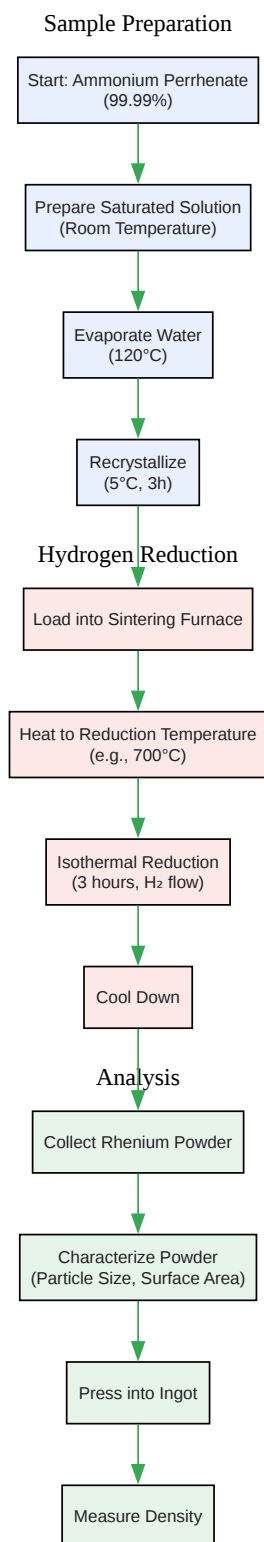 Sample Preparation
Start: Ammonium Perrhenate
(99.99%)
Prepare Saturated Solution
(Room Temperature)
Evaporate Water
(120°C)
Recrystallize
(5°C, 3h)
Hydrogen Reduction
Load into Sintering Furnace
Heat to Reduction Temperature
(e.g., 700°C)
Isothermal Reduction
(3 hours, H₂ flow)
Cool Down
Analysis
Collect Rhenium Powder
Characterize Powder
(Particle Size, Surface Area)
Press into Ingot
Measure Density